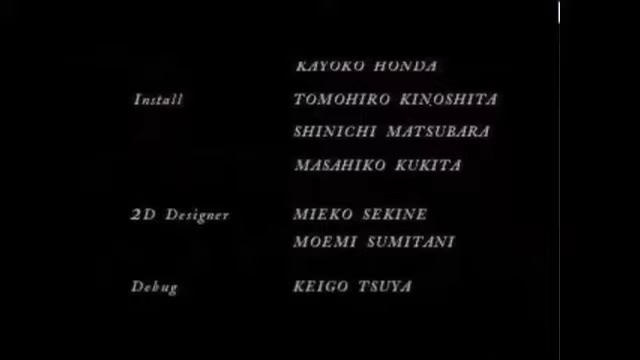 KAYOKO HONDA
Install TOMOHIRO KINOSHITA
SHINICHI MATSUBARA
MASAHIKO KUKITA
2D Designer MIEKO SEKINE
MOEMI SUMITANI
Debug KEIGO TSUYA